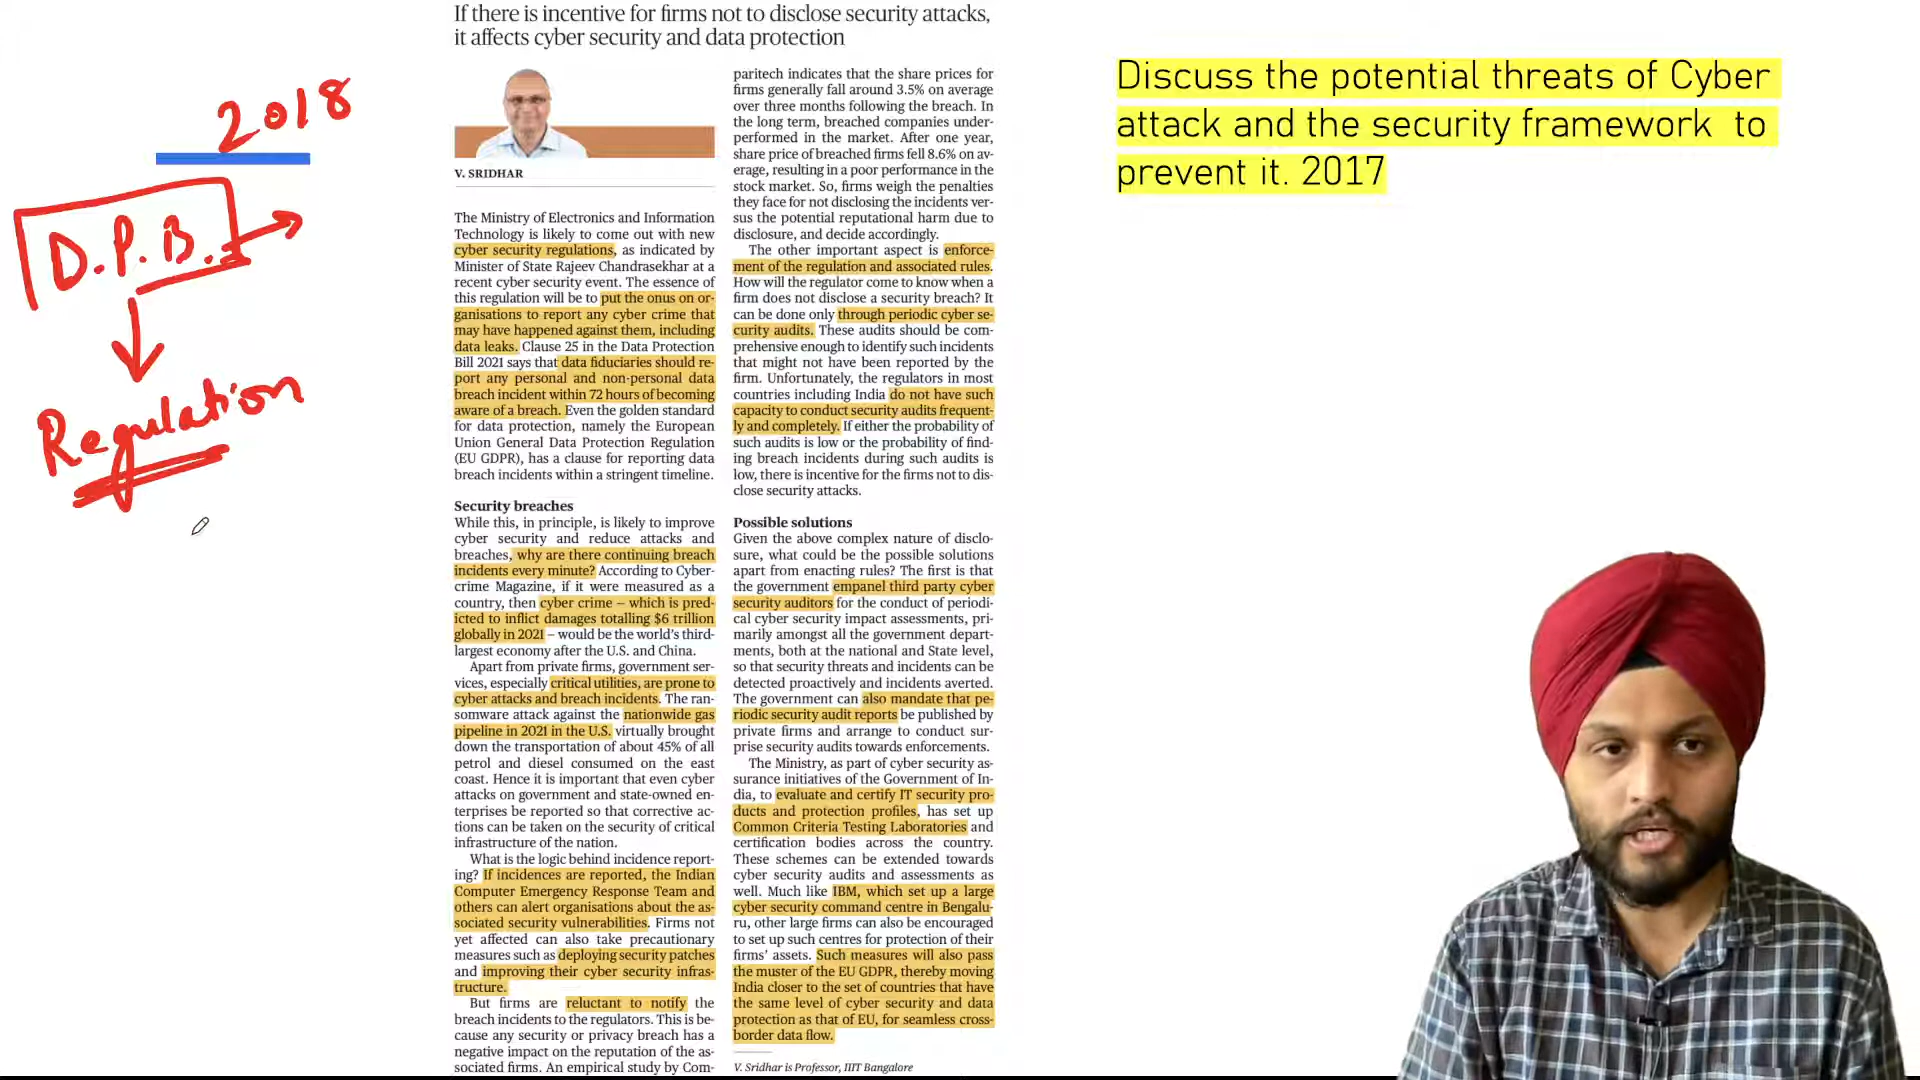 2018
D.P.B.
Regulation
If there is incentive for firms not to disclose security attacks,
it affects cyber security and data protection
V. SRIDHAR
The Ministry of Electronics and Information
Technology is likely to come out with new
cyber security regulations, as indicated by
Minister of State Rajeev Chandrasekhar at a
recent cyber security event. The essence of
this regulation will be to put the onus on or-
ganisations to report any cyber crime that
may have happened against them, including
data leaks. Clause 25 in the Data Protection
Bill 2021 says that data fiduciaries should re-
port any personal and non-personal data
breach incident within 72 hours of becoming
aware of a breach. Even the golden standard
for data protection, namely the European
Union General Data Protection Regulation
(EU GDPR), has a clause for reporting data
breach incidents within a stringent timeline.
Security breaches
While this, in principle, is likely to improve
cyber security and reduce attacks and
breaches, why are there continuing breach
incidents every minute? According to Cyber-
crime Magazine, if it were measured as a
country, then cyber crime – which is pred-
icted to inflict damages totalling $6 trillion
globally in 2021 – would be the world's third-
largest economy after the U.S. and China.
Apart from private firms, government ser-
vices, especially critical utilities, are prone to
cyber attacks and breach incidents. The ran-
somware attack against the nationwide gas
pipeline in 2021 in the U.S. virtually brought
down the transportation of about 45% of all
petrol and diesel consumed on the east
coast. Hence it is important that even cyber
attacks on government and state-owned en-
terprises be reported so that corrective ac-
tions can be taken on the security of critical
infrastructure of the nation.
What is the logic behind incidence report-
ing? If incidences are reported, the Indian
Computer Emergency Response Team and
others can alert organisations about the as-
sociated security vulnerabilities. Firms not
yet affected can also take precautionary
measures such as deploying security patches
and improving their cyber security infras-
tructure.
But firms are reluctant to notify the
breach incidents to the regulators. This is be-
cause any security or privacy breach has a
negative impact on the reputation of the as-
sociated firms. An empirical study by Com-
paritech indicates that the share prices for
firms generally fall around 3.5% on average
over three months following the breach. In
the long term, breached companies under-
performed in the market. After one year,
share price of breached firms fell 8.6% on av-
erage, resulting in a poor performance in the
stock market. So, firms weigh the penalties
they face for not disclosing the incidents ver-
sus the potential reputational harm due to
disclosure, and decide accordingly.
The other important aspect is enforce-
ment of the regulation and associated rules.
How will the regulator come to know when a
firm does not disclose a security breach? It
can be done only through periodic cyber se-
curity audits. These audits should be com-
prehensive enough to identify such incidents
that might not have been reported by the
firm. Unfortunately, the regulators in most
countries including India do not have such
capacity to conduct security audits frequent-
ly and completely. If either the probability of
such audits is low or the probability of find-
ing breach incidents during such audits is
low, there is incentive for the firms not to dis-
close security attacks.
Possible solutions
Given the above complex nature of disclo-
sure, what could be the possible solutions
apart from enacting rules? The first is that
the government empanel third party cyber
security auditors for the conduct of periodi-
cal cyber security impact assessments, pri-
marily amongst all the government depart-
ments, both at the national and State level,
so that security threats and incidents can be
detected proactively and incidents averted.
The government can also mandate that pe-
riodic security audit reports be published by
private firms and arrange to conduct sur-
prise security audits towards enforcements.
The Ministry, as part of cyber security as-
surance initiatives of the Government of In-
dia, to evaluate and certify IT security pro-
ducts and protection profiles, has set up
Common Criteria Testing Laboratories and
certification bodies across the country.
These schemes can be extended towards
cyber security audits and assessments as
well. Much like IBM, which set up a large
cyber security command centre in Bengalu-
ru, other large firms can also be encouraged
to set up such centres for protection of their
firms' assets. Such measures will also pass
the muster of the EU GDPR, thereby moving
India closer to the set of countries that have
the same level of cyber security and data
protection as that of EU, for seamless cross-
border data flow.
V. Sridhar is Professor, IIIT Bangalore
Discuss the potential threats of Cyber
attack and the security framework to
prevent it. 2017